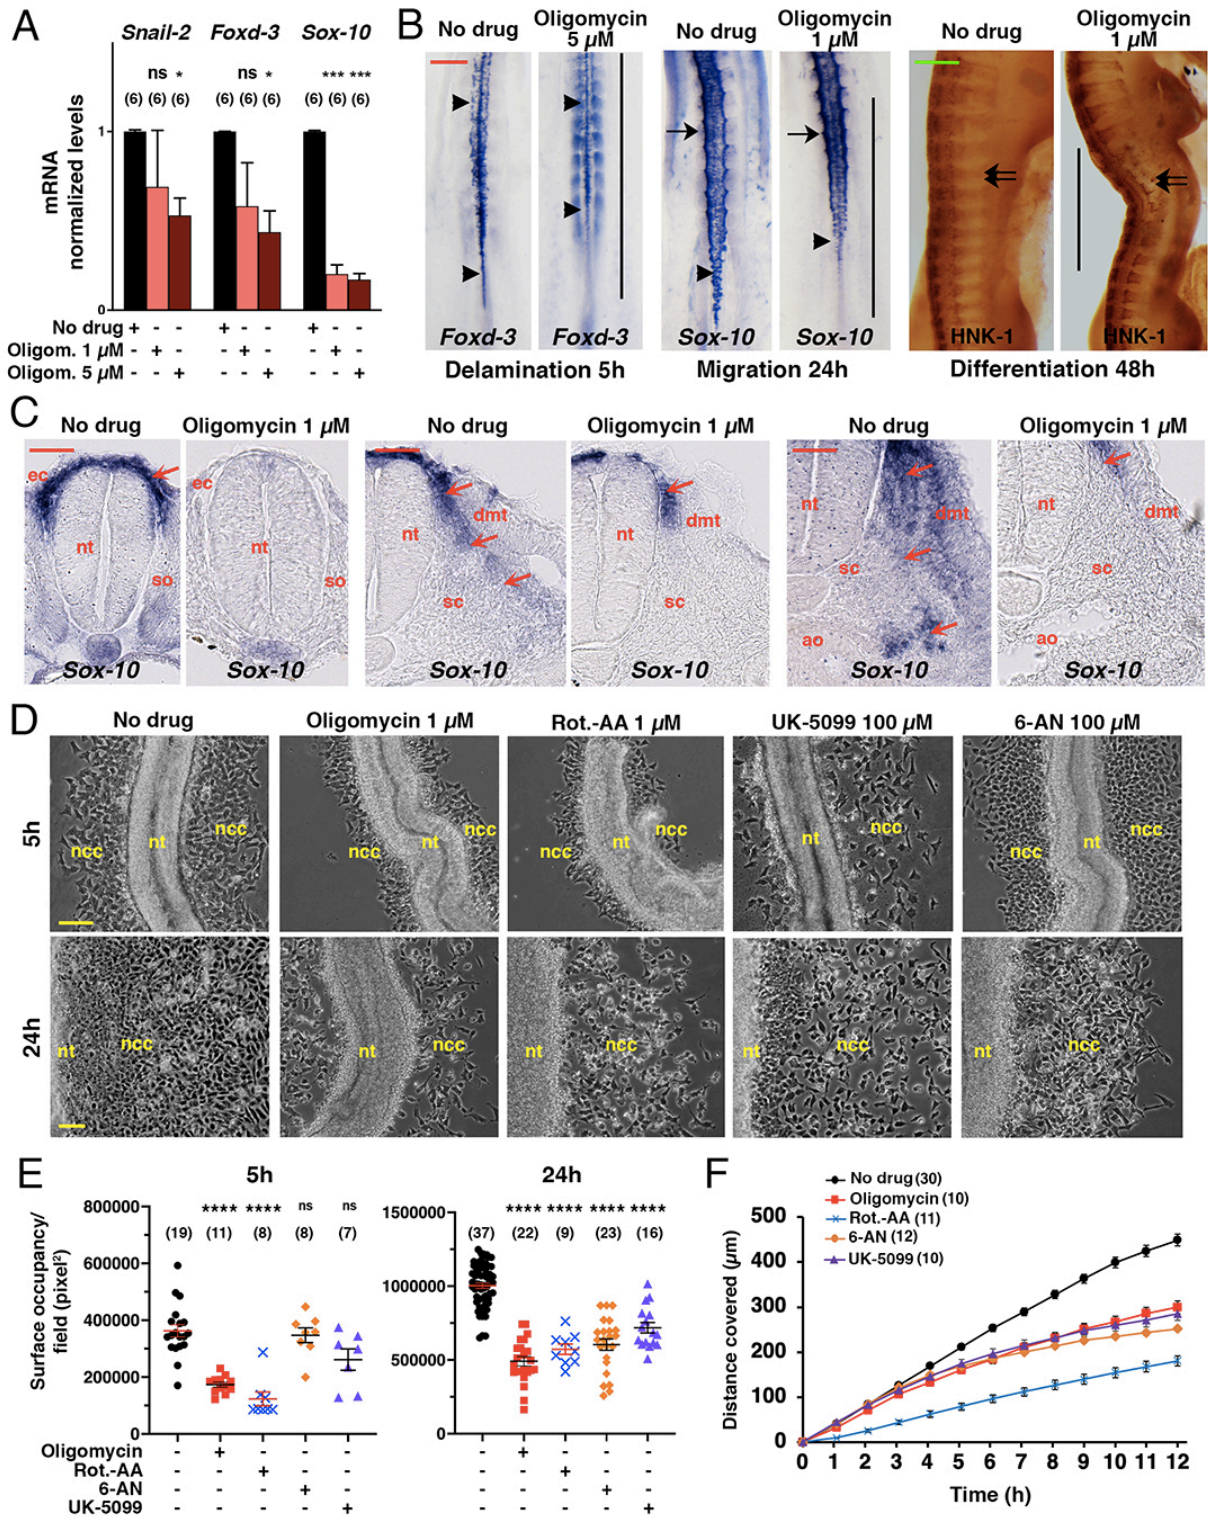 A
Snail-2 Foxd-3 Sox-10
ns * ns * *** ***
(6) (6) (6) (6) (6) (6) (6) (6) (6)
mRNA
normalized levels
1
0
No drug + - - + - - + - -
Oligom. 1 µM - + - - + - - + -
Oligom. 5 µM - - + - - + - - +
B
No drug
Oligomycin
5 µM
No drug
Oligomycin
1 µM
No drug
Oligomycin
1 µM
Foxd-3 Foxd-3 Sox-10 Sox-10 HNK-1 HNK-1
Delamination 5h Migration 24h Differentiation 48h
C
No drug Oligomycin 1 µM No drug Oligomycin 1 µM No drug Oligomycin 1 µM
ec nt so Sox-10
ec nt so Sox-10
nt dmt sc Sox-10
nt dmt sc Sox-10
nt dmt sc ao Sox-10
nt dmt sc ao Sox-10
D
No drug Oligomycin 1 µM Rot.-AA 1 µM UK-5099 100 µM 6-AN 100 µM
5h
ncc nt ncc
ncc nt ncc
ncc nt ncc
nt ncc
ncc nt ncc
24h
nt ncc
nt ncc
nt ncc
nt ncc
nt ncc
E
5h
Surface occupancy/
field (pixel²)
800000
600000
400000
200000
0
**** **** ns ns
(19) (11) (8) (8) (7)
24h
1500000
1000000
500000
0
**** **** **** ****
(37) (22) (9) (23) (16)
Oligomycin - + - - - - + - - -
Rot.-AA - - + - - - - + - -
6-AN - - - + - - - - + -
UK-5099 - - - - + - - - - +
F
No drug (30)
Oligomycin (10)
Rot.-AA (11)
6-AN (12)
UK-5099 (10)
Distance covered (µm)
500
400
300
200
100
0
0 1 2 3 4 5 6 7 8 9 10 11 12
Time (h)